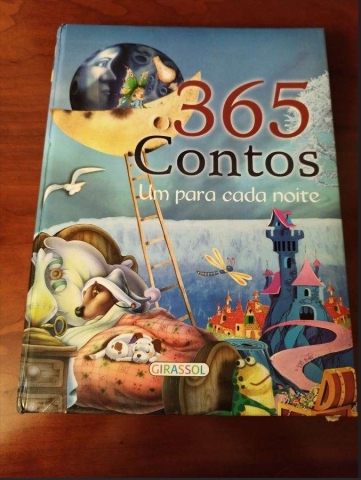 365
Contos
Um para cada noite
GIRASSOL